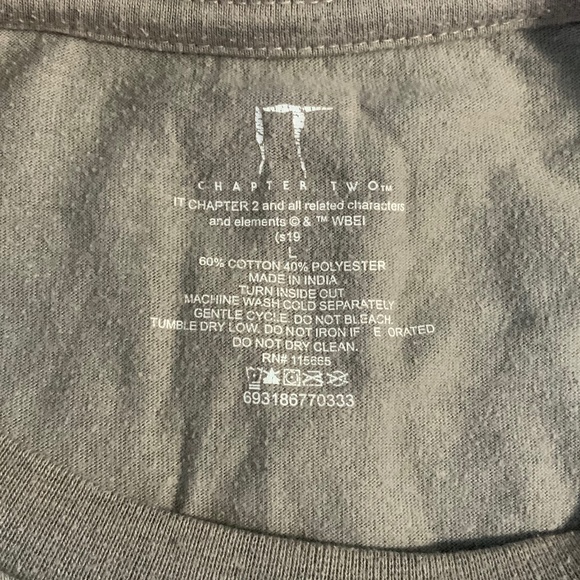 IT
CHAPTER TWO™
IT CHAPTER 2 and all related characters
and elements © & ™ WBEI
(s19
L
60% COTTON 40% POLYESTER
MADE IN INDIA
TURN INSIDE OUT
MACHINE WASH COLD SEPARATELY
GENTLE CYCLE. DO NOT BLEACH.
TUMBLE DRY LOW. DO NOT IRON IF E ORATED
DO NOT DRY CLEAN.
RN# 115665
693186770333